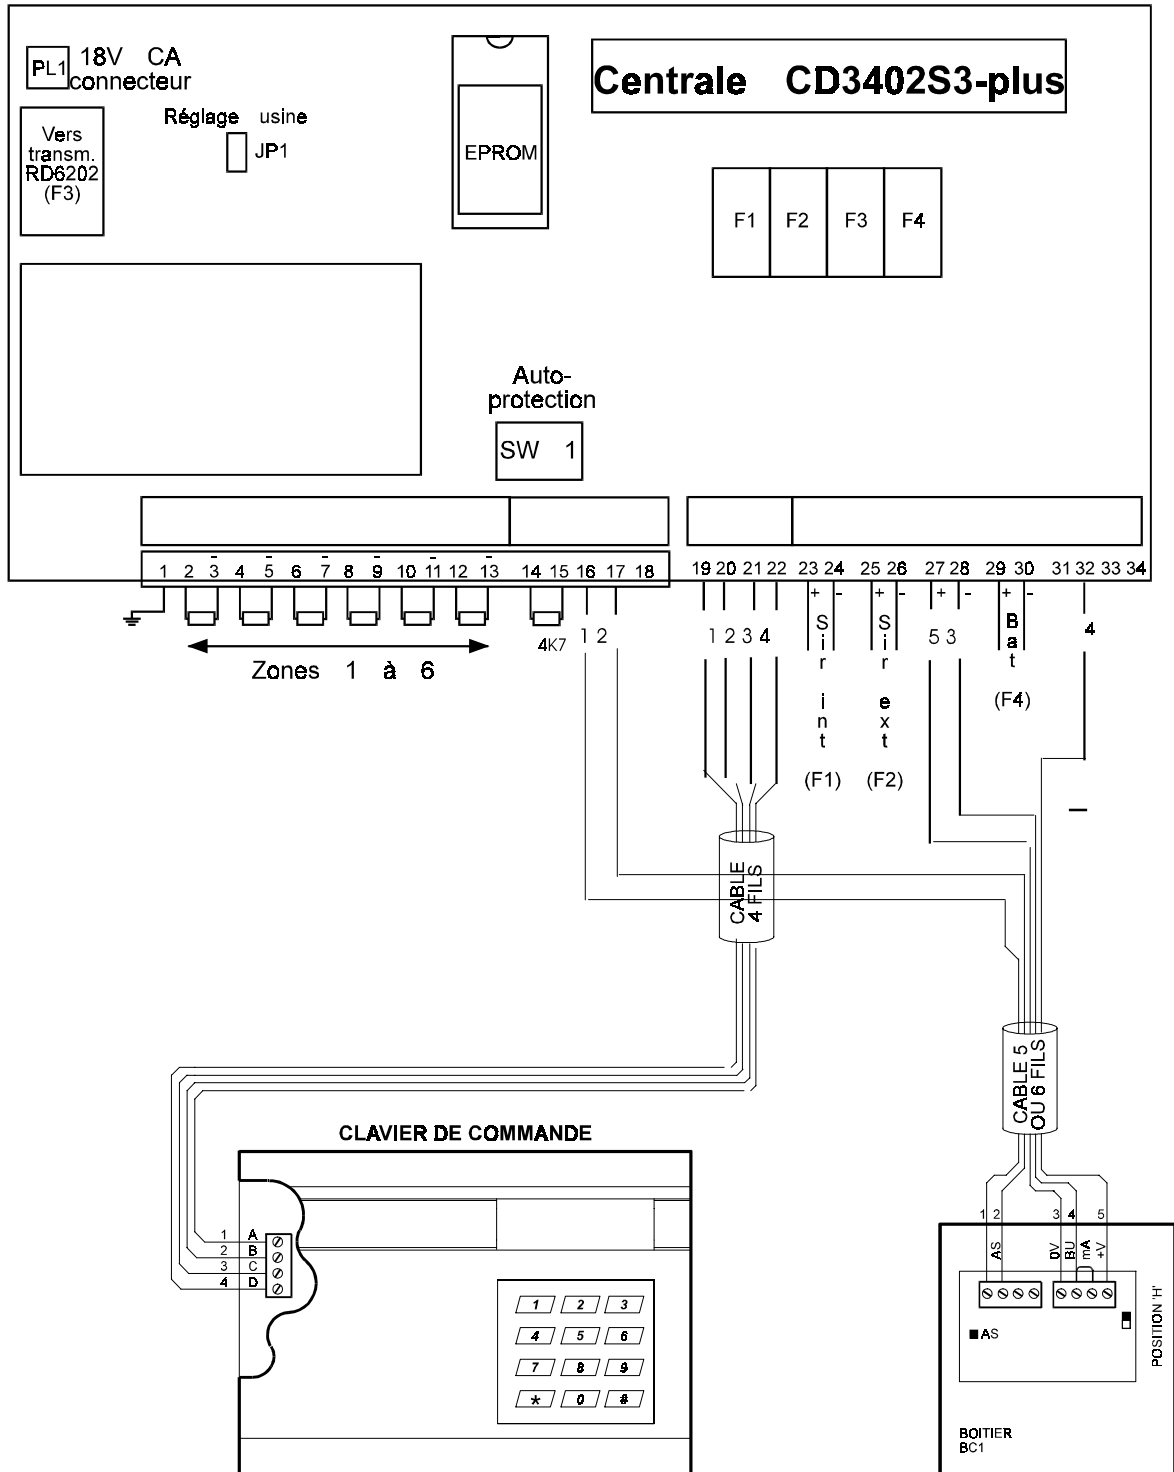 PL1
18V CA
connecteur
Centrale CD3402S3-plus
Réglage usine
JP1
Vers
transm.
RD6202
(F3)
EPROM
F1 F2 F3 F4
Auto-
protection
SW 1
- - - - - -
1 2 3 4 5 6 7 8 9 10 11 12 13 14 15 16 17 18
19 20 21 22 23 24 25 26 27 28 29 30 31 32 33 34
+ - + - + - + -
4K7
1 2
1 2 3 4
Sir int
(F1)
Sir ext
(F2)
5 3
Bat
(F4)
4
Zones 1 à 6
CABLE
4 FILS
CABLE 5
OU 6 FILS
CLAVIER DE COMMANDE
1 A
2 B
3 C
4 D
1 2 3
4 5 6
7 8 9
* 0 #
1 2 3 4 5
AS 0V BU mA +V
AS
POSITION 'H'
BOITIER
BC1